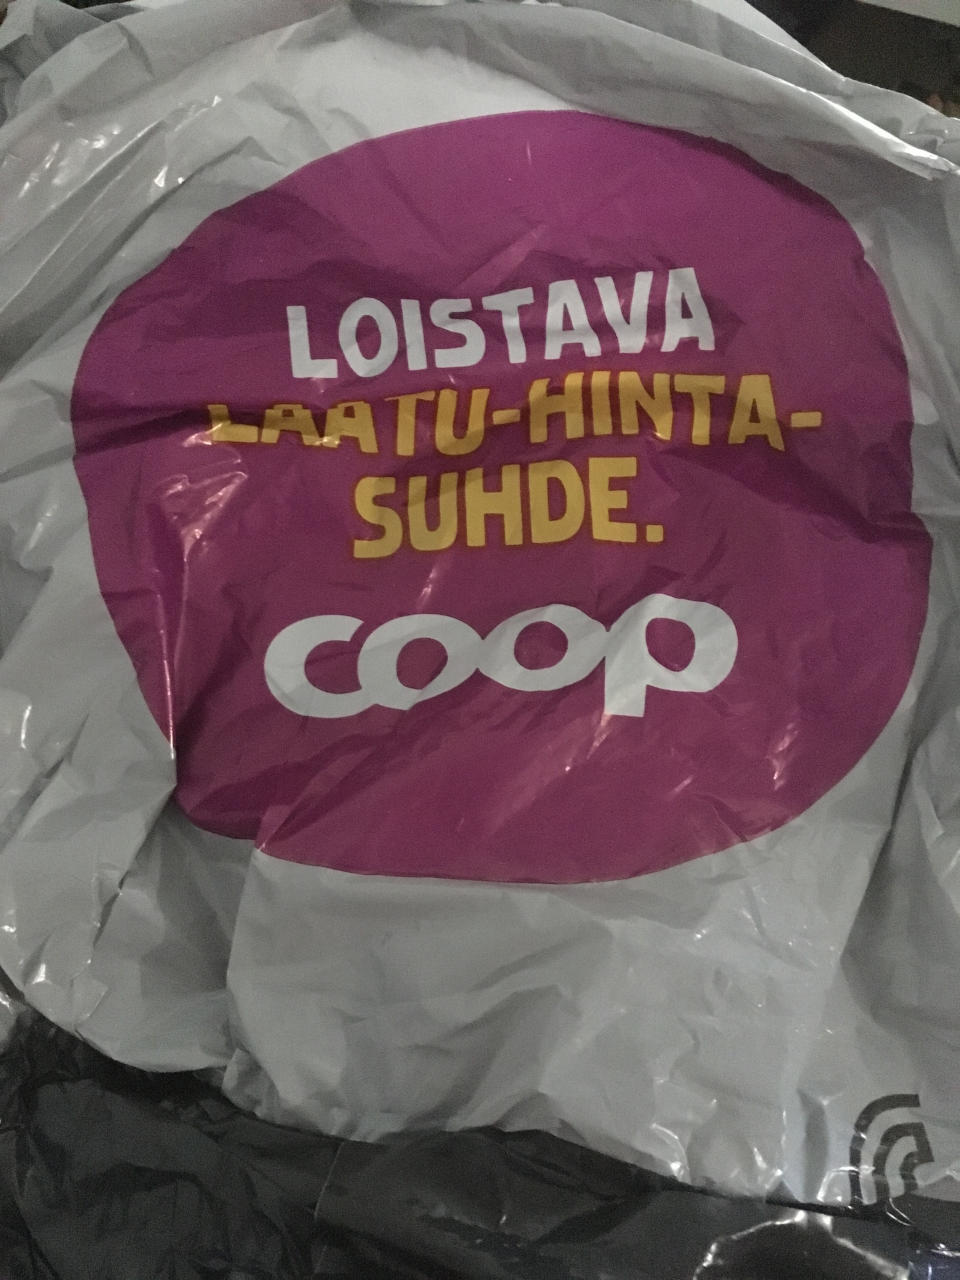 LOISTAVA
LAATU-HINTA-
SUHDE.
coop